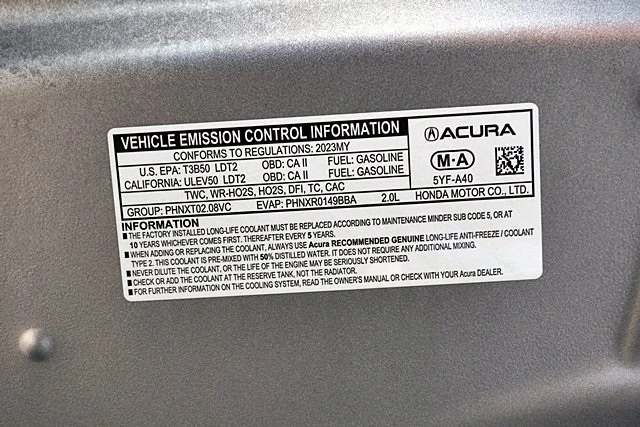 VEHICLE EMISSION CONTROL INFORMATION
CONFORMS TO REGULATIONS: 2023MY
U.S. EPA: T3B50 LDT2 OBD: CA II FUEL: GASOLINE
CALIFORNIA: ULEV50 LDT2 OBD: CA II FUEL: GASOLINE
TWC, WR-HO2S, HO2S, DFI, TC, CAC
GROUP: PHNXT02.08VC EVAP: PHNXR0149BBA 2.0L
ACURA
M·A
5YF-A40
HONDA MOTOR CO., LTD.
INFORMATION
■ THE FACTORY INSTALLED LONG-LIFE COOLANT MUST BE REPLACED ACCORDING TO MAINTENANCE MINDER SUB CODE 5, OR AT
10 YEARS WHICHEVER COMES FIRST. THEREAFTER EVERY 5 YEARS.
■ WHEN ADDING OR REPLACING THE COOLANT, ALWAYS USE Acura RECOMMENDED GENUINE LONG-LIFE ANTI-FREEZE / COOLANT
TYPE 2. THIS COOLANT IS PRE-MIXED WITH 50% DISTILLED WATER. IT DOES NOT REQUIRE ANY ADDITIONAL MIXING.
■ NEVER DILUTE THE COOLANT, OR THE LIFE OF THE ENGINE MAY BE SERIOUSLY SHORTENED.
■ CHECK OR ADD THE COOLANT AT THE RESERVE TANK, NOT THE RADIATOR.
■ FOR FURTHER INFORMATION ON THE COOLING SYSTEM, READ THE OWNER'S MANUAL OR CHECK WITH YOUR Acura DEALER.